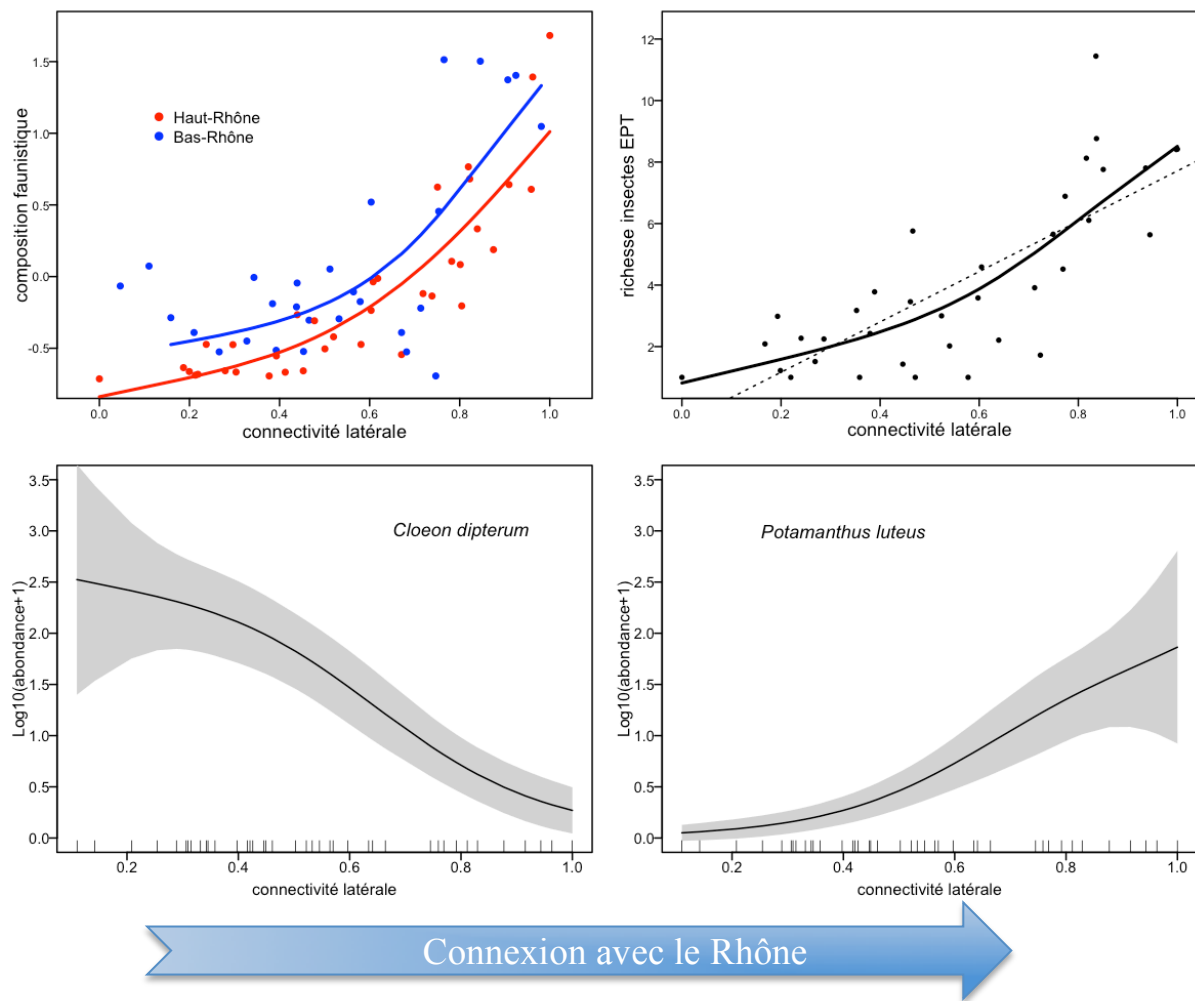 composition faunistique
1.5
1.0
0.5
0.0
-0.5
Haut-Rhône
Bas-Rhône
0.0 0.2 0.4 0.6 0.8 1.0
connectivité latérale
richesse insectes EPT
12
10
8
6
4
2
0.0 0.2 0.4 0.6 0.8 1.0
connectivité latérale
Log10(abondance+1)
3.5
3.0
2.5
2.0
1.5
1.0
0.5
0.0
Cloeon dipterum
0.2 0.4 0.6 0.8 1.0
connectivité latérale
Log10(abondance+1)
3.5
3.0
2.5
2.0
1.5
1.0
0.5
0.0
Potamanthus luteus
0.2 0.4 0.6 0.8 1.0
connectivité latérale
Connexion avec le Rhône